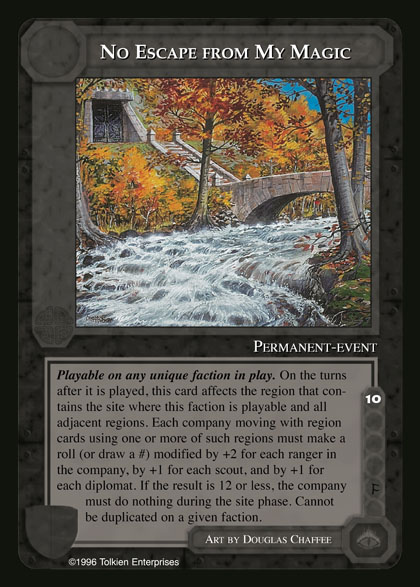 No Escape from My Magic
Permanent-event
Playable on any unique faction in play. On the turns
after it is played, this card affects the region that con-
tains the site where this faction is playable and all
adjacent regions. Each company moving with region
cards using one or more of such regions must make a
roll (or draw a #) modified by +2 for each ranger in
the company, by +1 for each scout, and by +1 for
each diplomat. If the result is 12 or less, the company
must do nothing during the site phase. Cannot
be duplicated on a given faction.
10
F
Art by Douglas Chaffee
©1996 Tolkien Enterprises